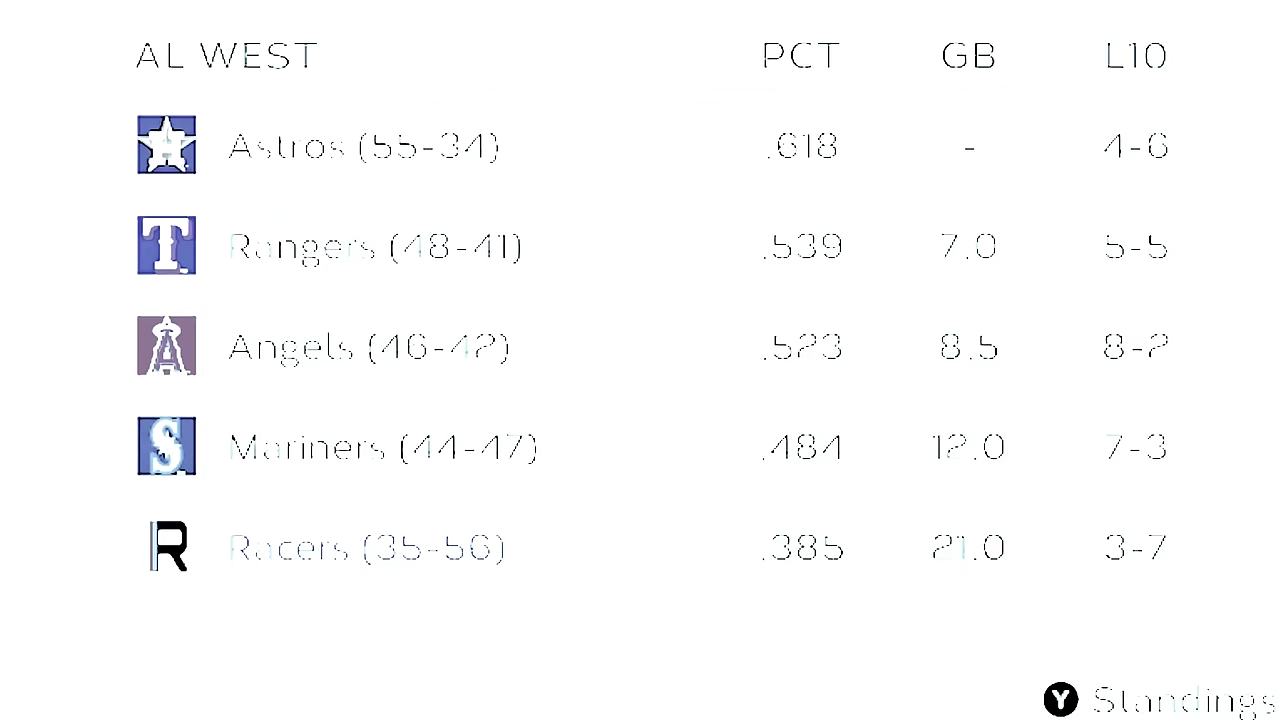 AL WEST PCT GB L10
Astros (55-34) .618 - 4-6
Rangers (48-41) .539 7.0 5-5
Angels (46-42) .523 8.5 8-2
Mariners (44-47) .484 12.0 7-3
R Racers (35-56) .385 21.0 3-7
Y Standings